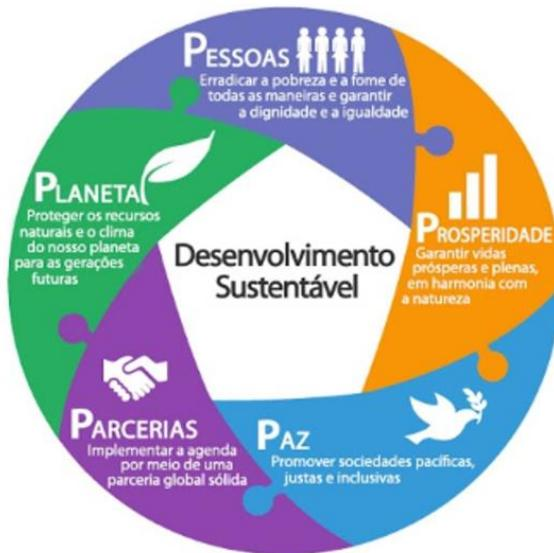 PESSOAS
Erradicar a pobreza e a fome de
todas as maneiras e garantir
a dignidade e a igualdade
PROSPERIDADE
Garantir vidas
prósperas e plenas,
em harmonia com
a natureza
PAZ
Promover sociedades pacíficas,
justas e inclusivas
PARCERIAS
Implementar a agenda
por meio de uma
parceria global sólida
PLANETA
Proteger os recursos
naturais e o clima
do nosso planeta
para as gerações
futuras
Desenvolvimento
Sustentável